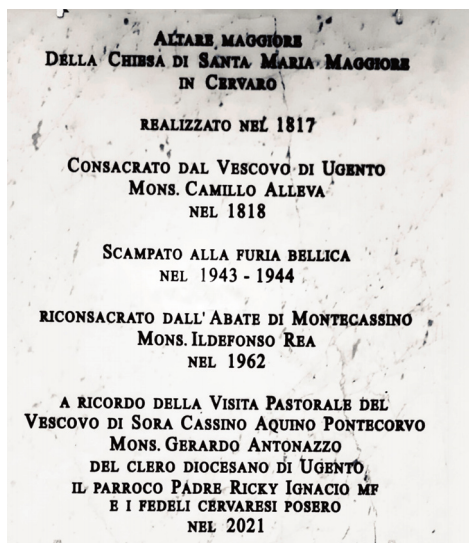 ALTARE MAGGIORE
DELLA CHIESA DI SANTA MARIA MAGGIORE
IN CERVARO
REALIZZATO NEL 1817
CONSACRATO DAL VESCOVO DI UGENTO
MONS. CAMILLO ALLEVA
NEL 1818
SCAMPATO ALLA FURIA BELLICA
NEL 1943 - 1944
RICONSACRATO DALL' ABATE DI MONTECASSINO
MONS. ILDEFONSO REA
NEL 1962
A RICORDO DELLA VISITA PASTORALE DEL
VESCOVO DI SORA CASSINO AQUINO PONTECORVO
MONS. GERARDO ANTONAZZO
DEL CLERO DIOCESANO DI UGENTO
IL PARROCO PADRE RICKY IGNACIO MF
E I FEDELI CERVARESI POSERO
NEL 2021